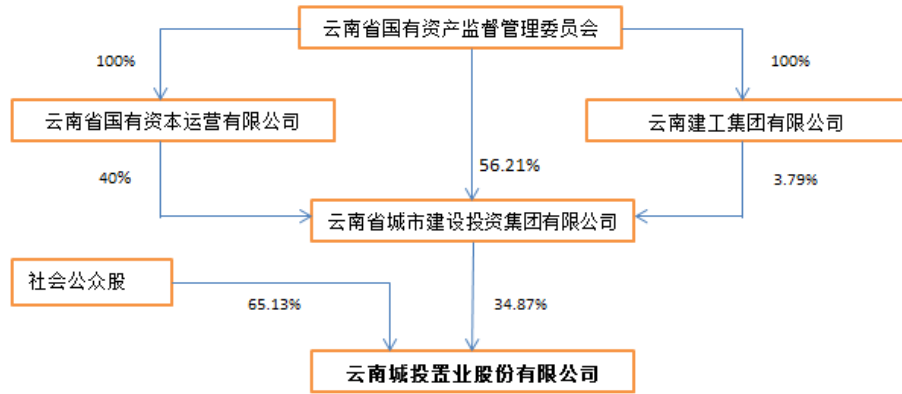 云南省国有资产监督管理委员会
100%
100%
云南省国有资本运营有限公司
云南建工集团有限公司
40%
56.21%
3.79%
云南省城市建设投资集团有限公司
社会公众股
65.13%
34.87%
云南城投置业股份有限公司